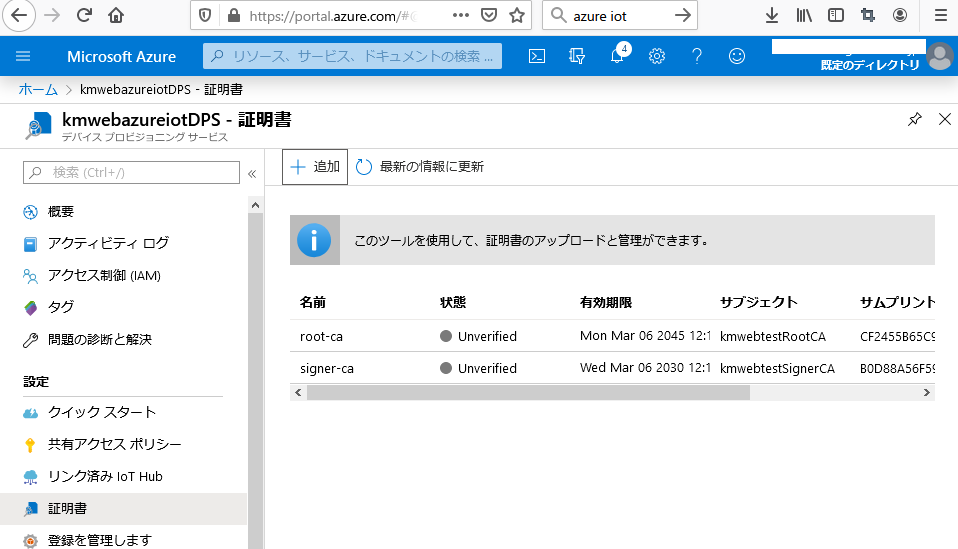 https://portal.azure.com/#@
azure iot
Microsoft Azure
リソース、サービス、ドキュメントの検索 ...
4
既定のディレクトリ
ホーム > kmwebazureiotDPS - 証明書
kmwebazureiotDPS - 証明書
デバイス プロビジョニング サービス
検索 (Ctrl+/)
概要
アクティビティ ログ
アクセス制御 (IAM)
タグ
問題の診断と解決
設定
クイック スタート
共有アクセス ポリシー
リンク済み IoT Hub
証明書
登録を管理します
追加 最新の情報に更新
このツールを使用して、証明書のアップロードと管理ができます。
名前 状態 有効期限 サブジェクト サムプリント
root-ca Unverified Mon Mar 06 2045 12:1 kmwebtestRootCA CF2455B65C9
signer-ca Unverified Wed Mar 06 2030 12:1 kmwebtestSignerCA B0D88A56F59